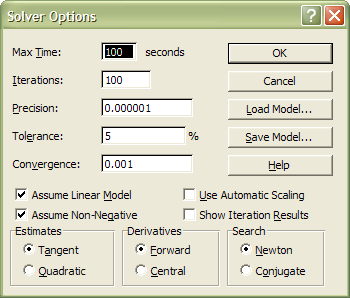 Solver Options
Max Time: 100 seconds OK
Iterations: 100 Cancel
Precision: 0.000001 Load Model...
Tolerance: 5 % Save Model...
Convergence: 0.001 Help
Assume Linear Model Use Automatic Scaling
Assume Non-Negative Show Iteration Results
Estimates Derivatives Search
Tangent Forward Newton
Quadratic Central Conjugate